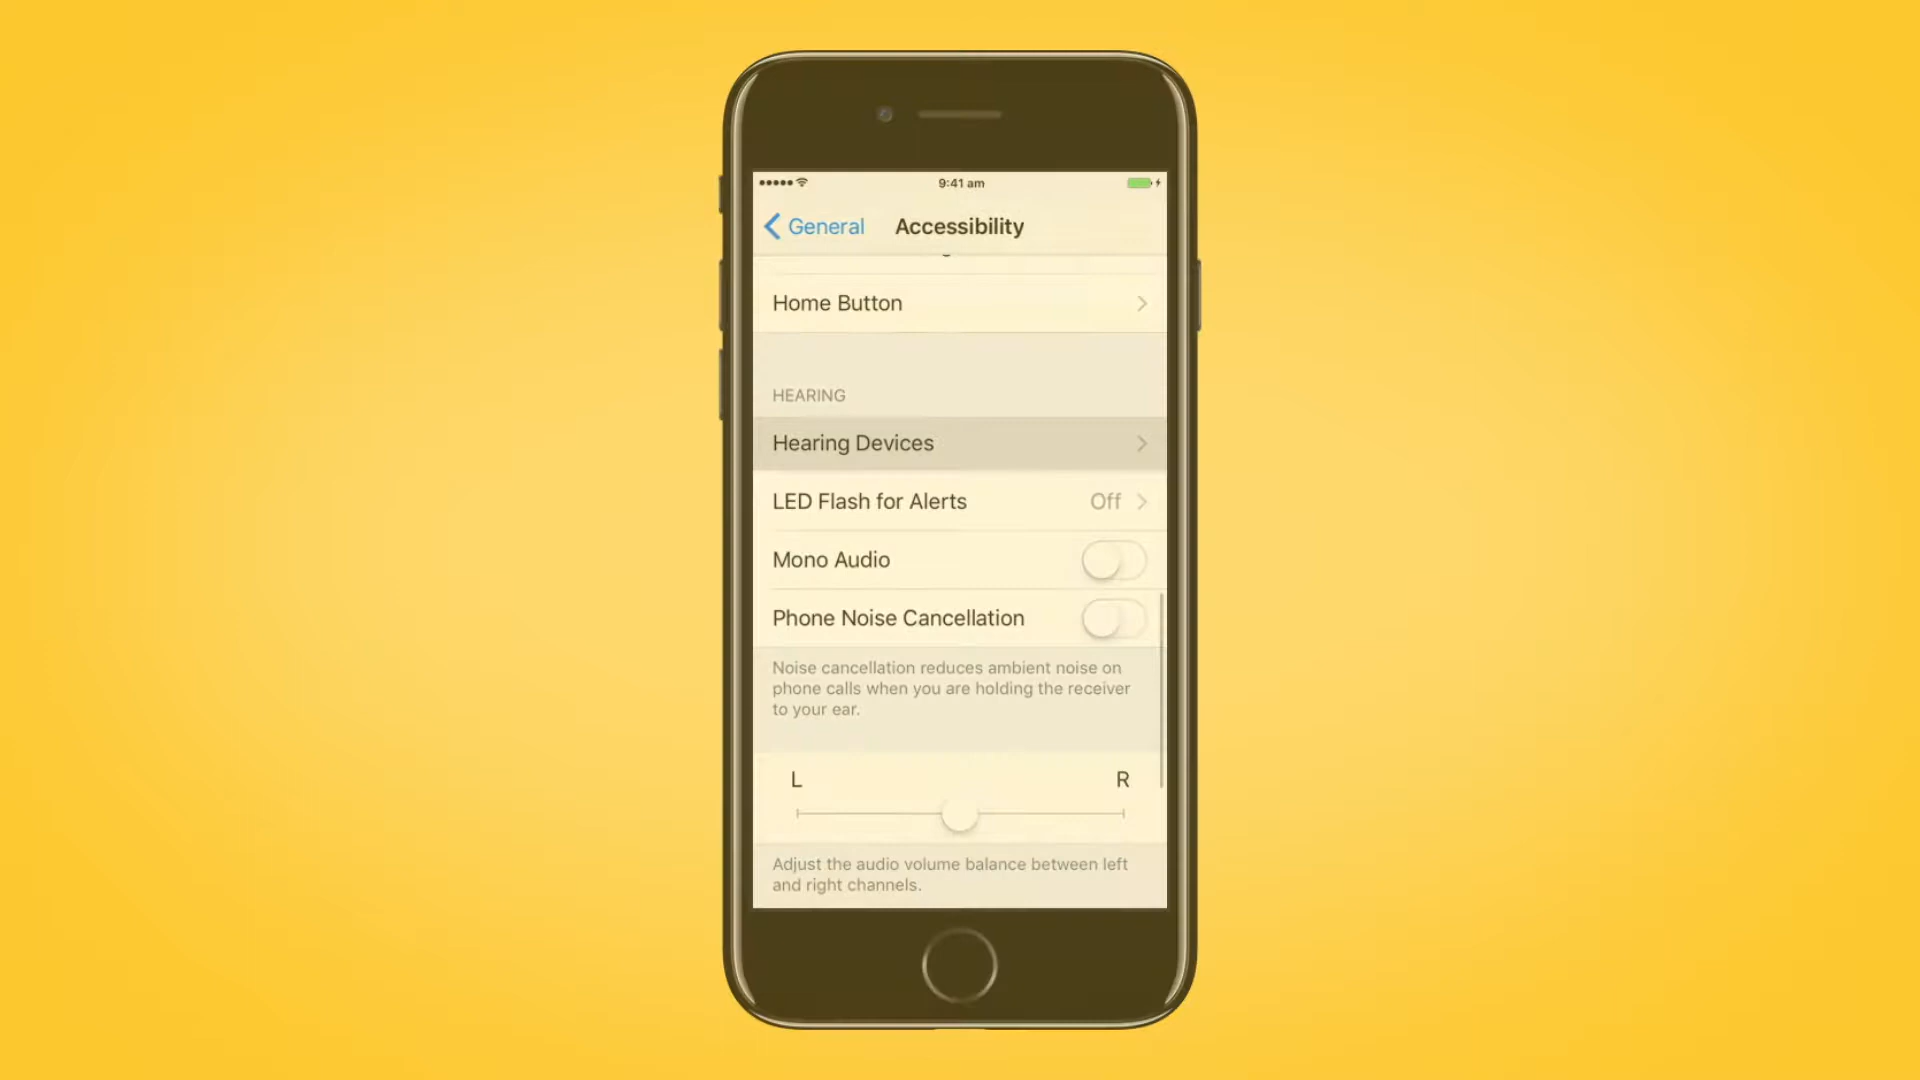 9:41 am
General
Accessibility
Home Button
HEARING
Hearing Devices
LED Flash for Alerts Off
Mono Audio
Phone Noise Cancellation
Noise cancellation reduces ambient noise on
phone calls when you are holding the receiver
to your ear.
L R
Adjust the audio volume balance between left
and right channels.